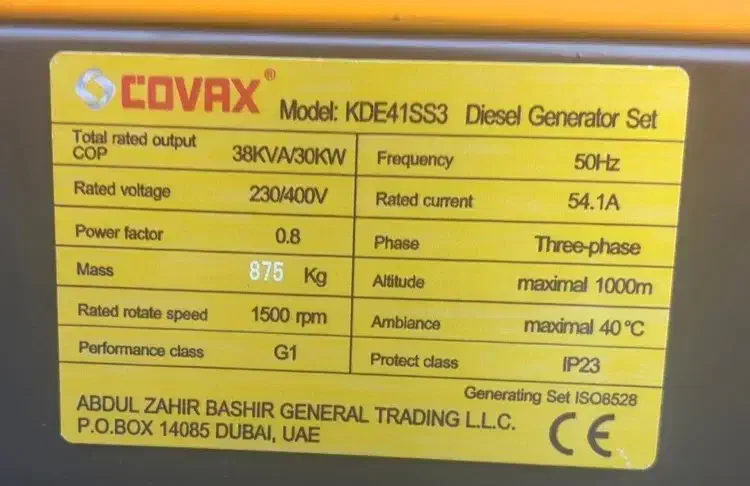 COVAX® Model: KDE41SS3 Diesel Generator Set
Total rated output COP 38KVA/30KW
Rated voltage 230/400V
Power factor 0.8
Mass 875 Kg
Rated rotate speed 1500 rpm
Performance class G1
Frequency 50Hz
Rated current 54.1A
Phase Three-phase
Altitude maximal 1000m
Ambiance maximal 40℃
Protect class IP23
Generating Set ISO8528
ABDUL ZAHIR BASHIR GENERAL TRADING L.L.C.
P.O.BOX 14085 DUBAI, UAE
CE